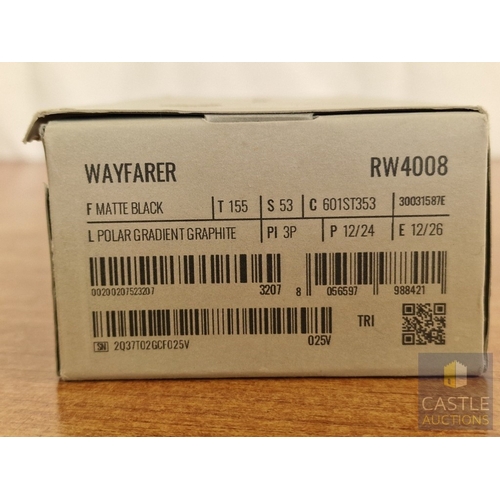 WAYFARER RW4008
F MATTE BLACK T 155 S 53 C 601ST353 30031587E
L POLAR GRADIENT GRAPHITE PI 3P P 12/24 E 12/26
00200207523207 3207 8 056597 988421
SN 2Q37T02GCF025V 025V TRI
CASTLE
AUCTIONS